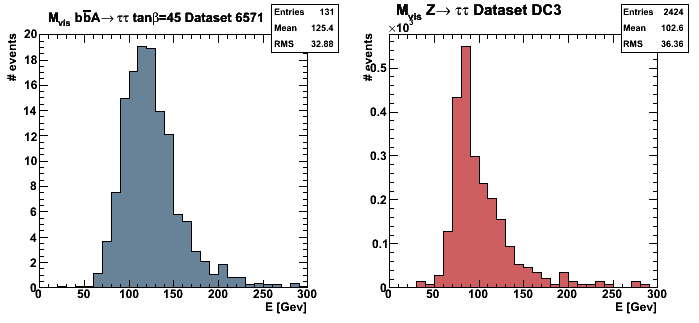 M_vis bb̅A→ττ tanβ=45 Dataset 6571
Entries 131
Mean 125.4
RMS 32.88
# events
20
18
16
14
12
10
8
6
4
2
0
0 50 100 150 200 250 300
E [Gev]
M_vis Z→ττ Dataset DC3
Entries 2424
Mean 102.6
RMS 36.36
×10³
# events
0.5
0.4
0.3
0.2
0.1
0
0 50 100 150 200 250 300
E [Gev]